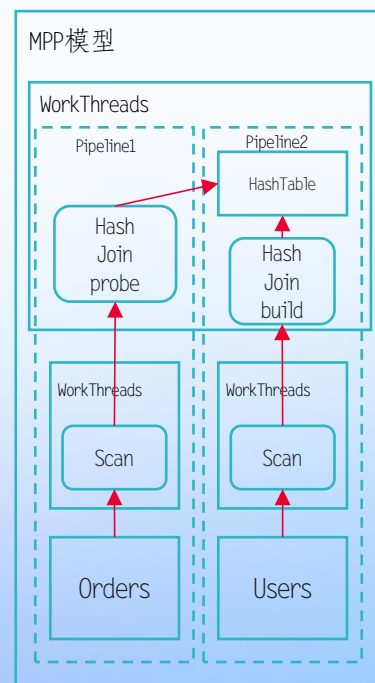 MPP模型
WorkThreads
Pipeline1
Pipeline2
HashTable
Hash
Join
probe
Hash
Join
build
WorkThreads
WorkThreads
Scan
Scan
Orders
Users